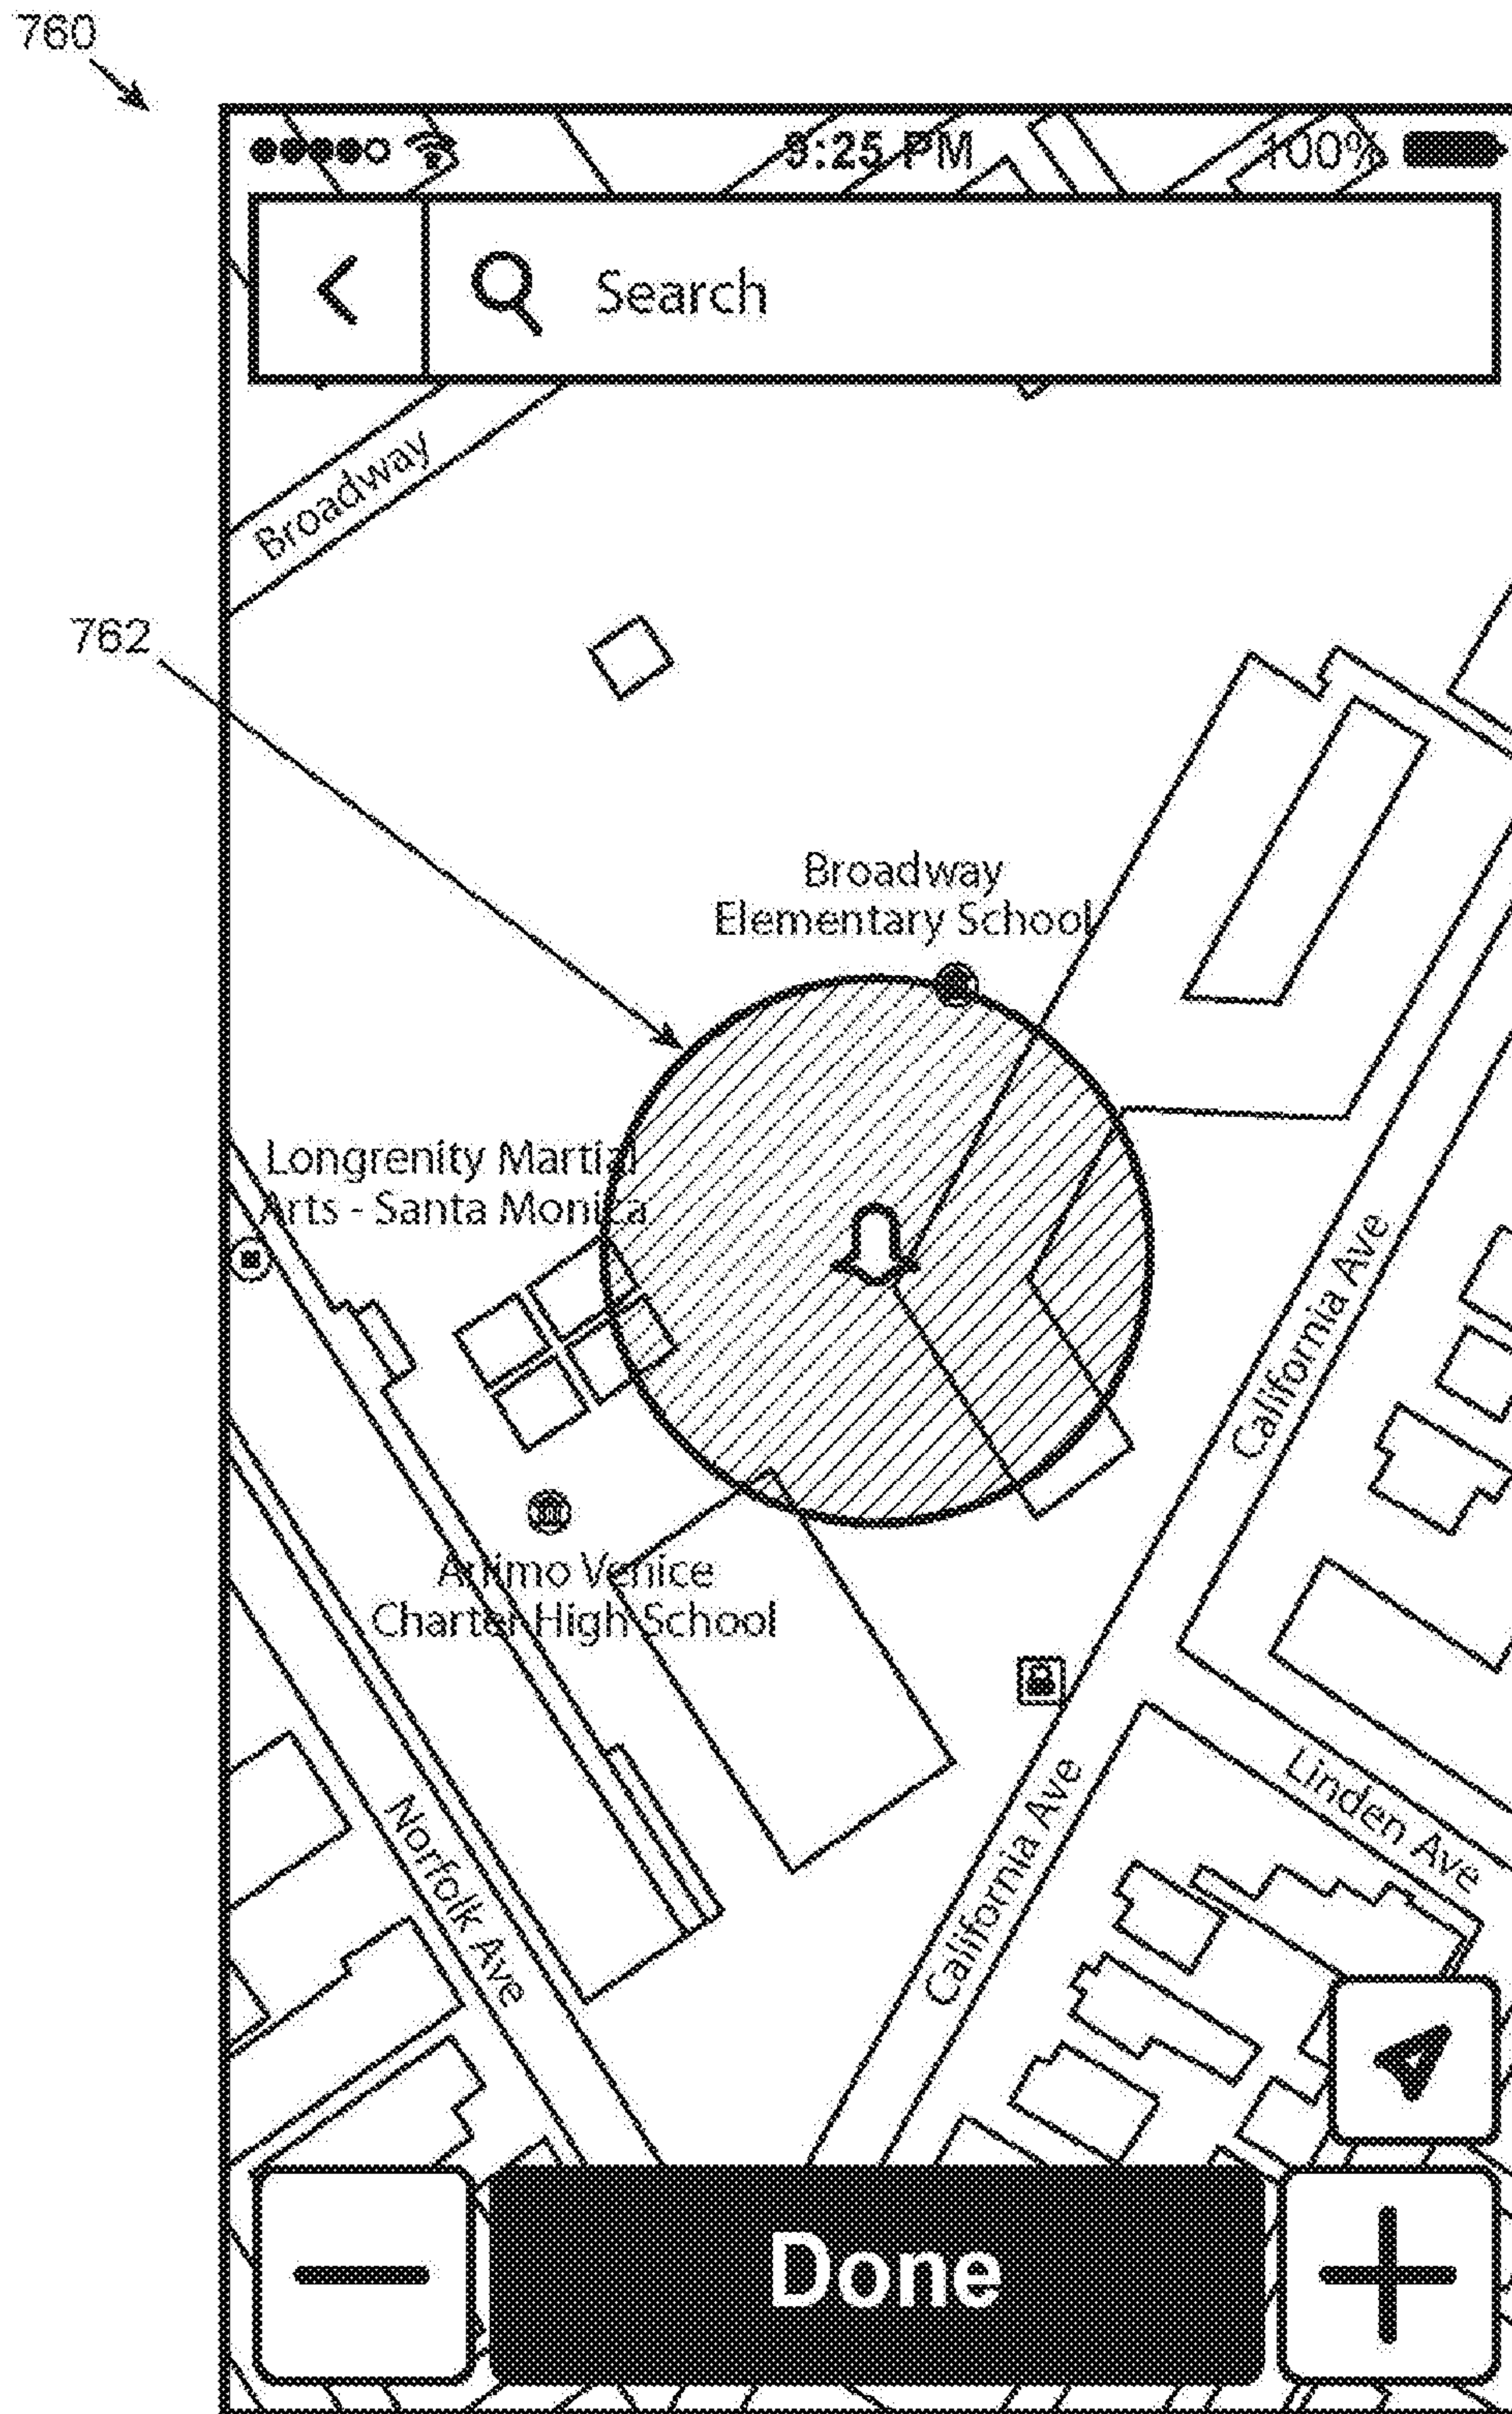 760
9:25 PM 100%
Search
Broadway
762
Broadway
Elementary School
Longrenity Martial
Arts - Santa Monica
California Ave
Animo Venice
Charter High School
Linden Ave
Norfolk Ave
California Ave
Done